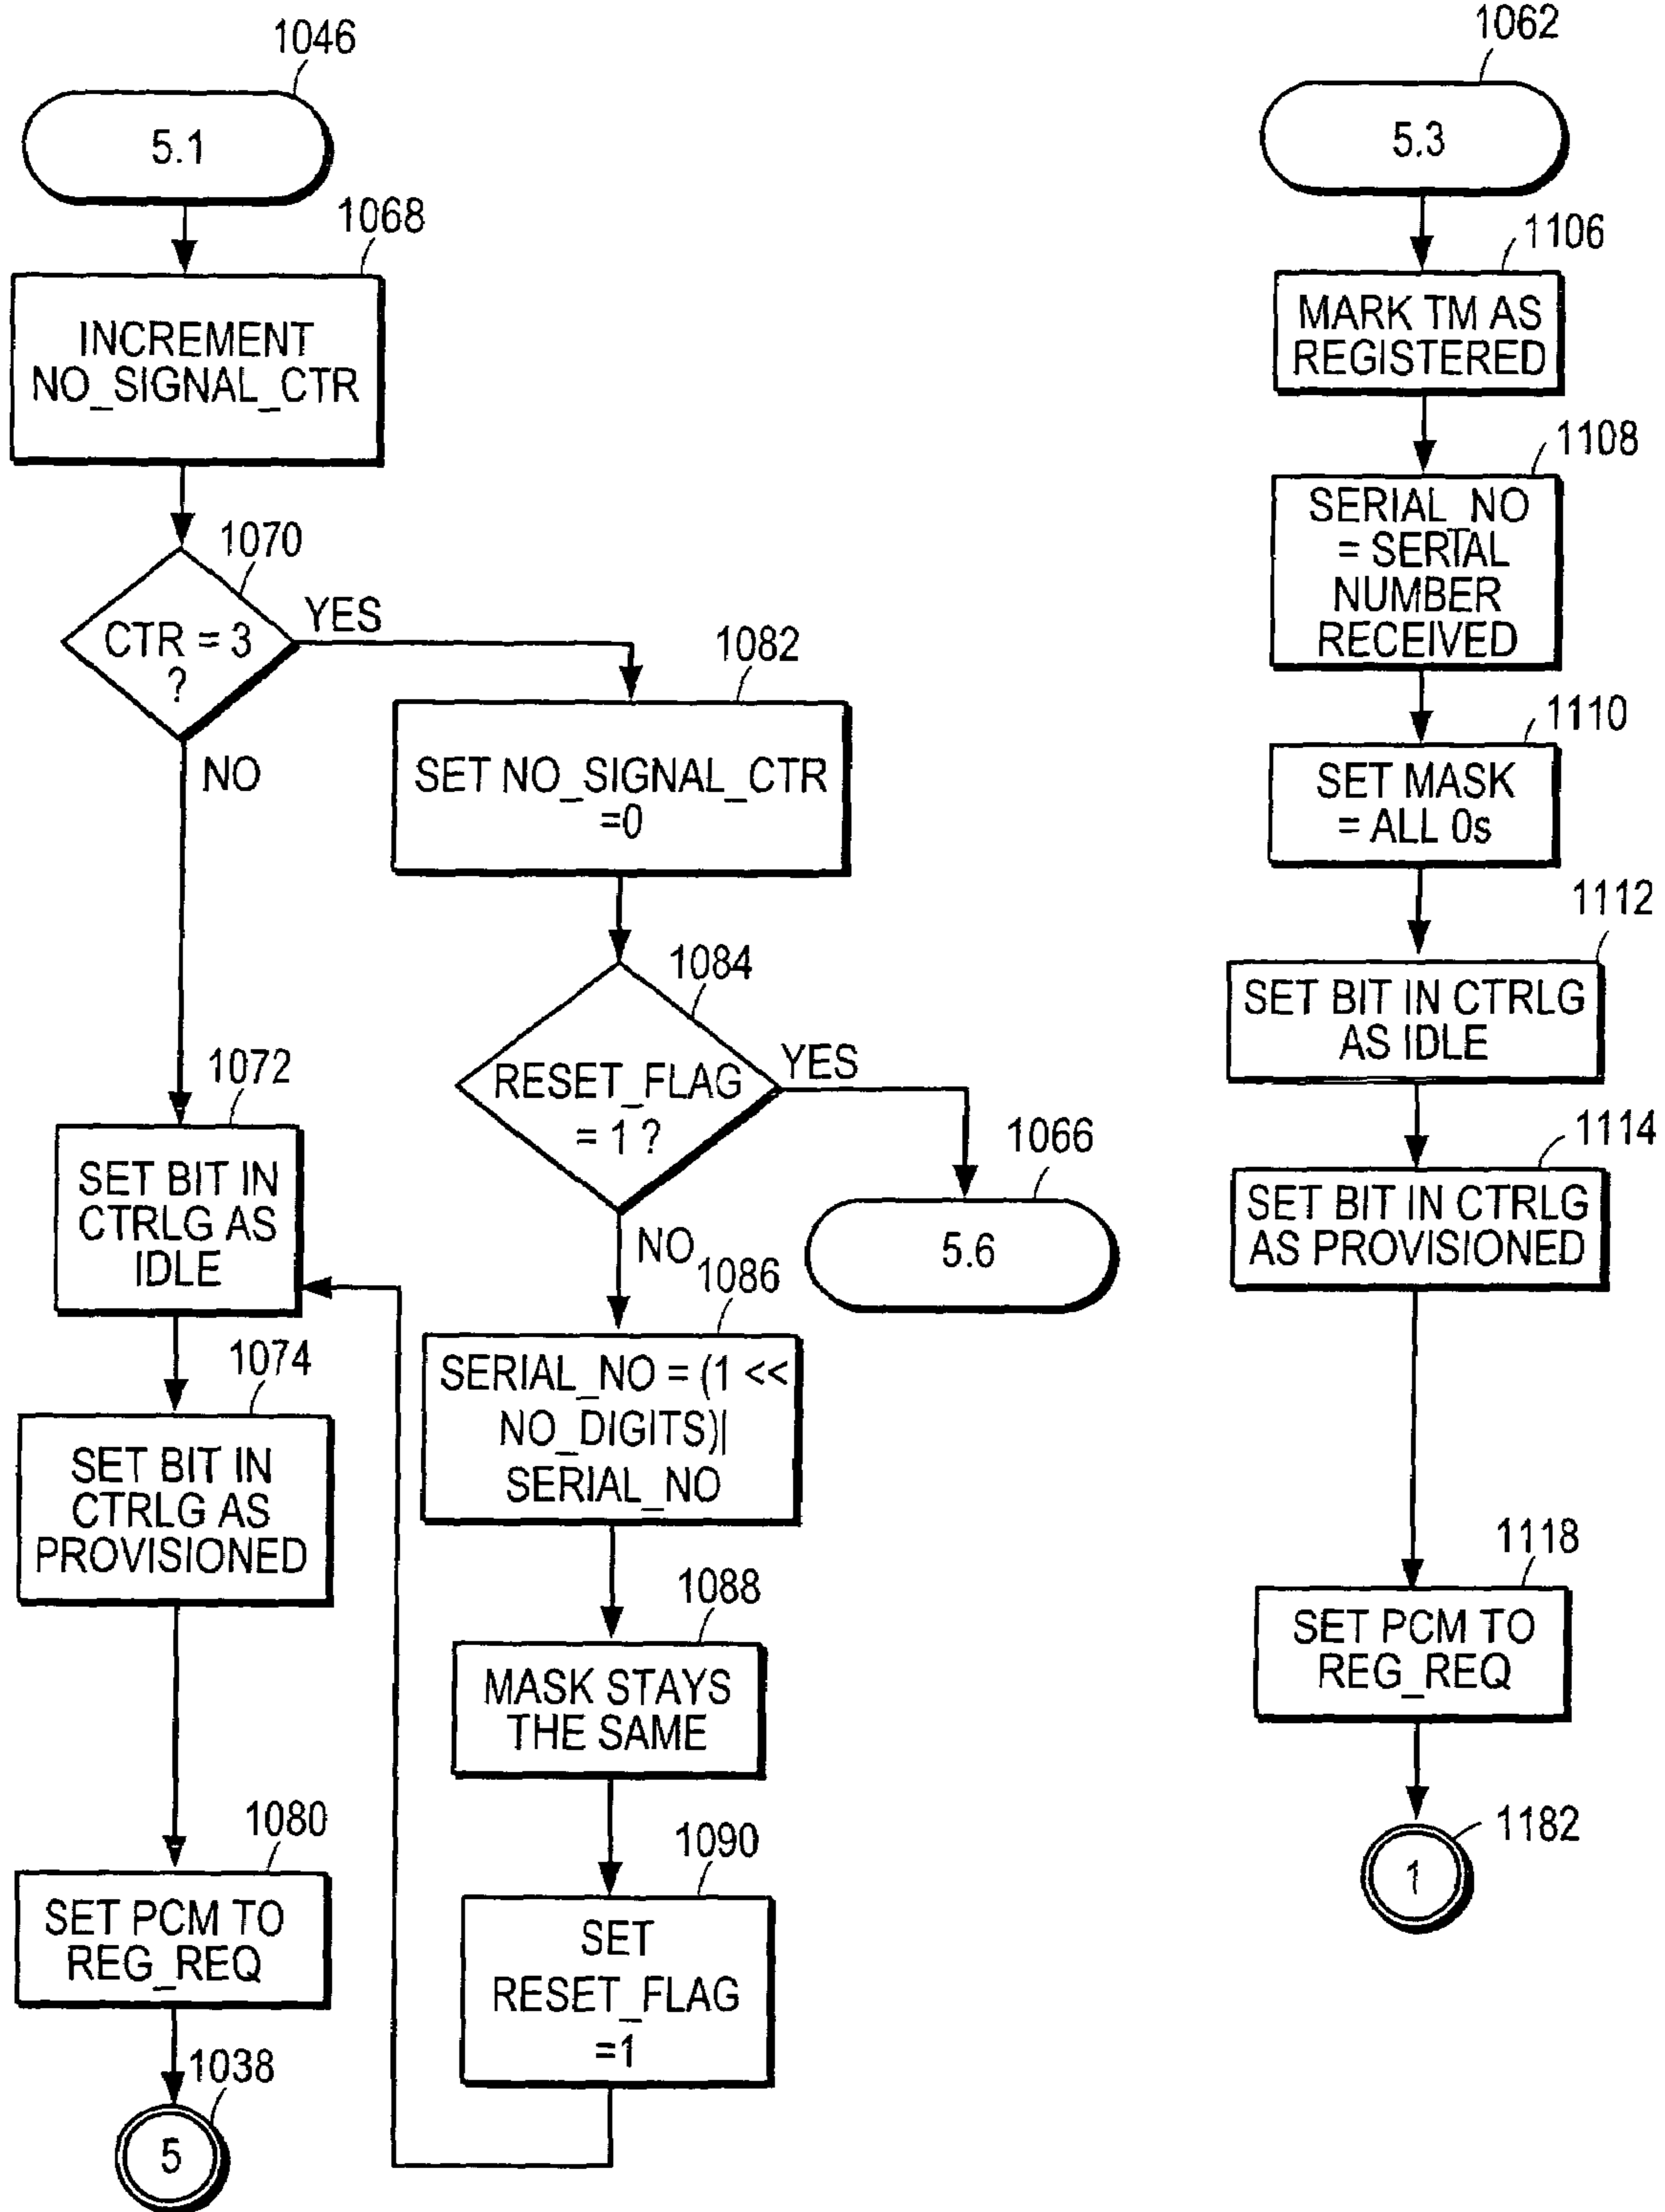 1046
5.1
1068
INCREMENT
NO_SIGNAL_CTR
1070
CTR = 3
?
YES
NO
1082
SET NO_SIGNAL_CTR
=0
1084
RESET_FLAG
= 1 ?
YES
NO
1066
5.6
1072
SET BIT IN
CTRLG AS
IDLE
1074
SET BIT IN
CTRLG AS
PROVISIONED
1080
SET PCM TO
REG_REQ
1038
5
1086
SERIAL_NO = (1 <<
NO_DIGITS)|
SERIAL_NO
1088
MASK STAYS
THE SAME
1090
SET
RESET_FLAG
=1
1062
5.3
1106
MARK TM AS
REGISTERED
1108
SERIAL_NO
= SERIAL
NUMBER
RECEIVED
1110
SET MASK
= ALL 0s
1112
SET BIT IN CTRLG
AS IDLE
1114
SET BIT IN CTRLG
AS PROVISIONED
1118
SET PCM TO
REG_REQ
1182
1